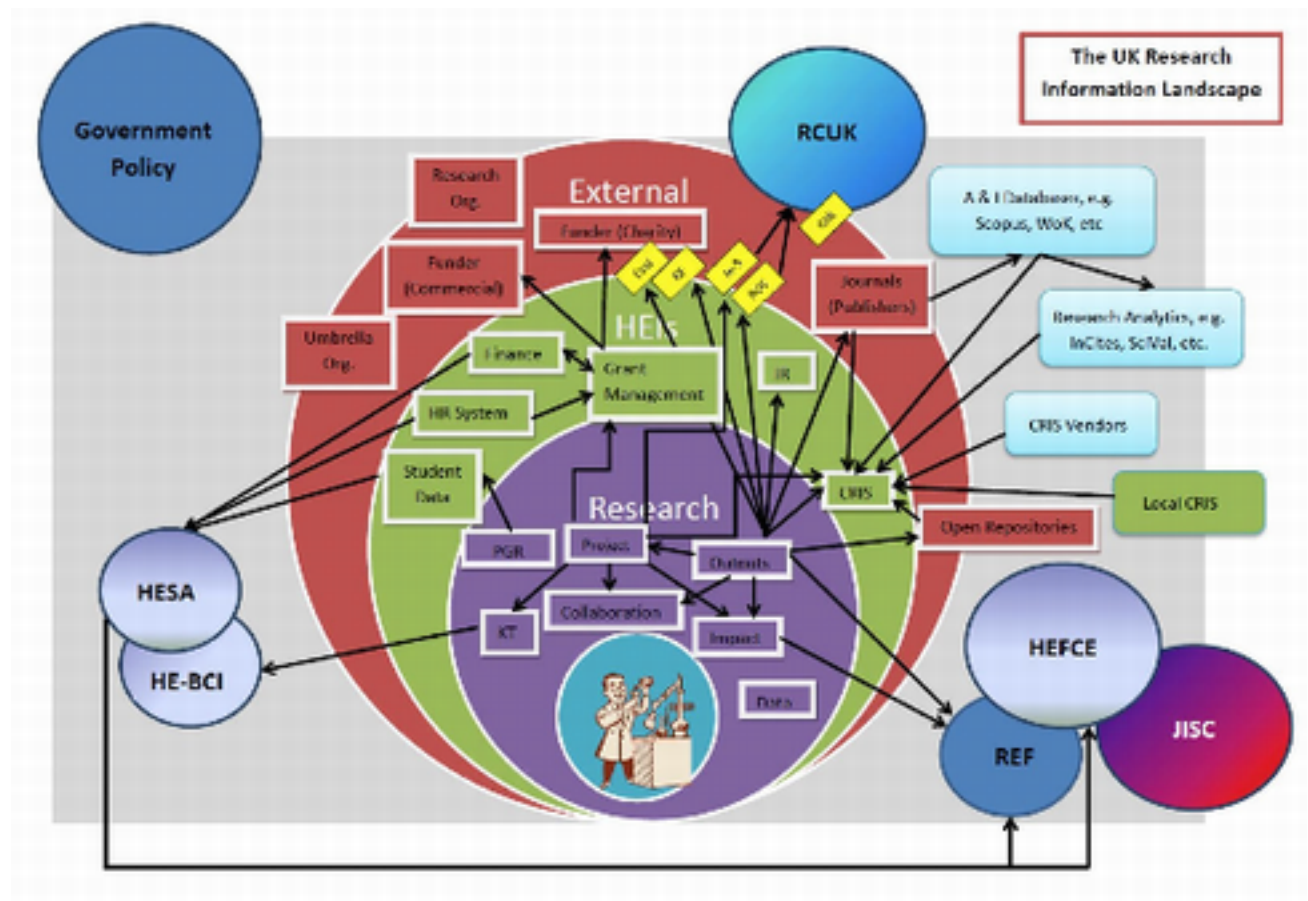 The UK Research
Information Landscape
Government
Policy
RCUK
External
Research
Org.
Funder (Charity)
A & I Databases, e.g.
Scopus, WoK, etc
Funder
(Commercial)
Journals
(Publishers)
Research Analytics, e.g.
InCites, SciVal, etc.
HEIs
Umbrella
Org.
Finance
Grant
Management
IR
HR System
CRIS Vendors
Student
Data
CRIS
Local CRIS
Research
Open Repositories
PGR
Project
Outputs
HESA
Collaboration
KT
Impact
HEFCE
HE-BCI
Data
JISC
REF